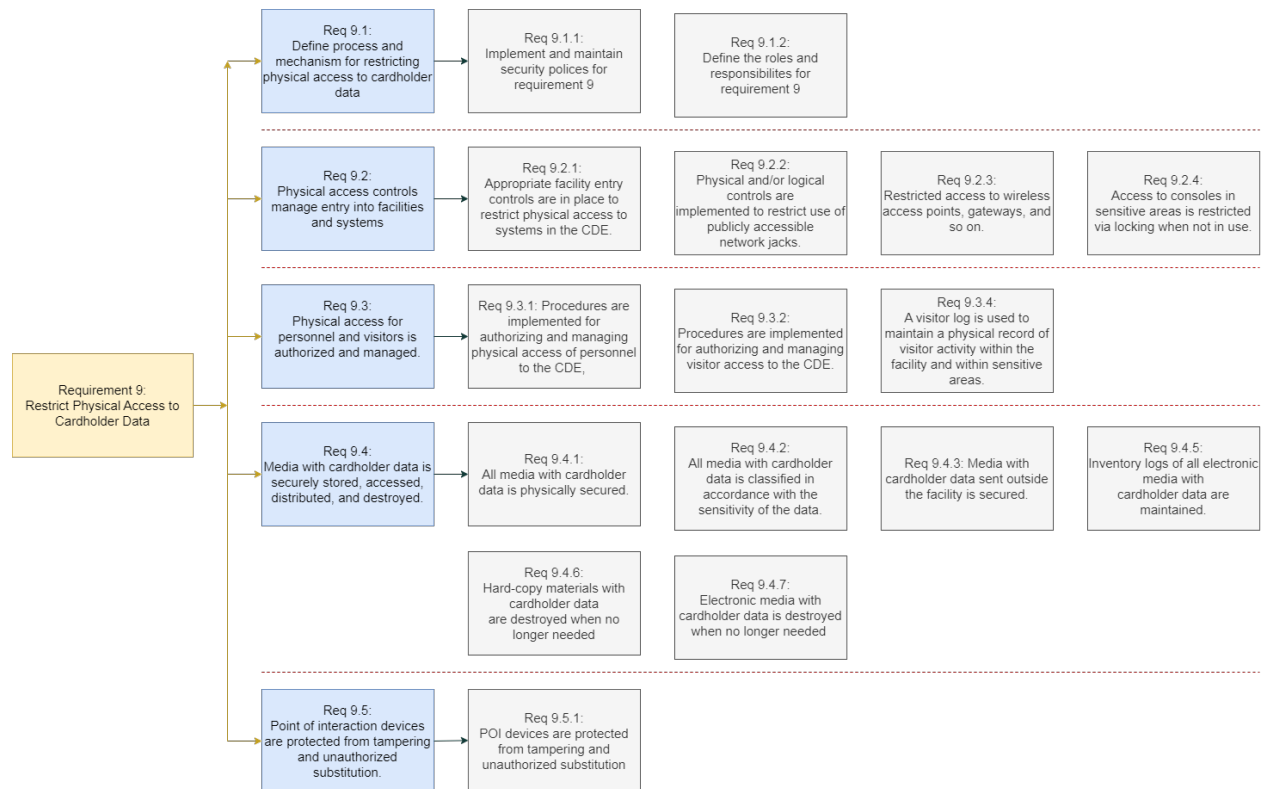 Req 9.1:
Define process and
mechanism for restricting
physical access to cardholder
data
Req 9.1.1:
Implement and maintain
security polices for
requirement 9
Req 9.1.2:
Define the roles and
responsibilites for
requirement 9
Req 9.2:
Physical access controls
manage entry into facilities
and systems
Req 9.2.1:
Appropriate facility entry
controls are in place to
restrict physical access to
systems in the CDE.
Req 9.2.2:
Physical and/or logical
controls are
implemented to restrict use of
publicly accessible
network jacks.
Req 9.2.3:
Restricted access to wireless
access points, gateways, and
so on.
Req 9.2.4:
Access to consoles in
sensitive areas is restricted
via locking when not in use.
Req 9.3:
Physical access for
personnel and visitors is
authorized and managed.
Req 9.3.1: Procedures are
implemented for
authorizing and managing
physical access of personnel
to the CDE,
Req 9.3.2:
Procedures are implemented
for authorizing and managing
visitor access to the CDE.
Req 9.3.4:
A visitor log is used to
maintain a physical record of
visitor activity within the
facility and within sensitive
areas.
Requirement 9:
Restrict Physical Access to
Cardholder Data
Req 9.4:
Media with cardholder data is
securely stored, accessed,
distributed, and destroyed.
Req 9.4.1:
All media with cardholder
data is physically secured.
Req 9.4.2:
All media with cardholder
data is classified in
accordance with the
sensitivity of the data.
Req 9.4.3: Media with
cardholder data sent outside
the facility is secured.
Req 9.4.5:
Inventory logs of all electronic
media with
cardholder data are
maintained.
Req 9.4.6:
Hard-copy materials with
cardholder data
are destroyed when no
longer needed
Req 9.4.7:
Electronic media with
cardholder data is destroyed
when no longer needed
Req 9.5:
Point of interaction devices
are protected from tampering
and unauthorized
substitution.
Req 9.5.1:
POI devices are protected
from tampering and
unauthorized substitution